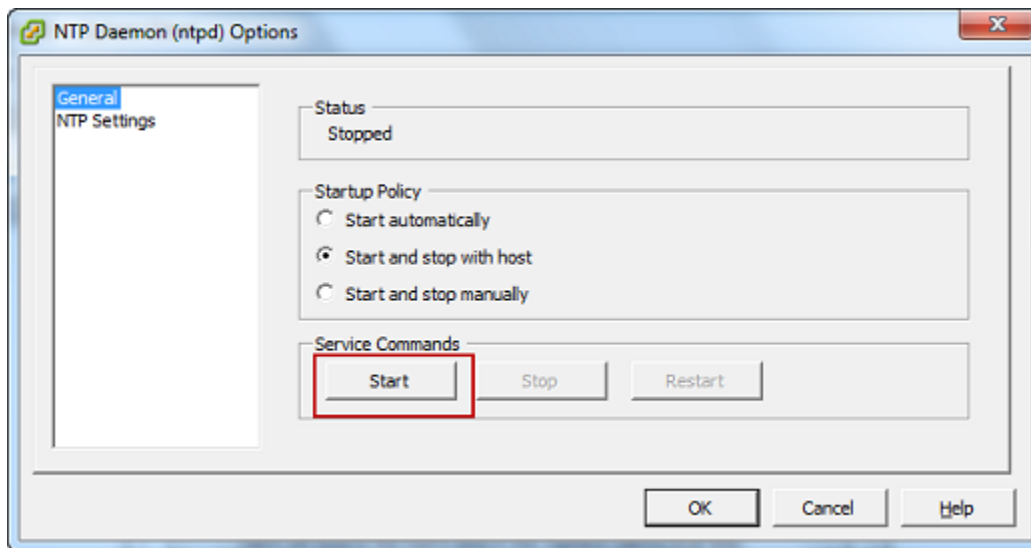 NTP Daemon (ntpd) Options
General
NTP Settings
Status
Stopped
Startup Policy
Start automatically
Start and stop with host
Start and stop manually
Service Commands
Start Stop Restart
OK Cancel Help